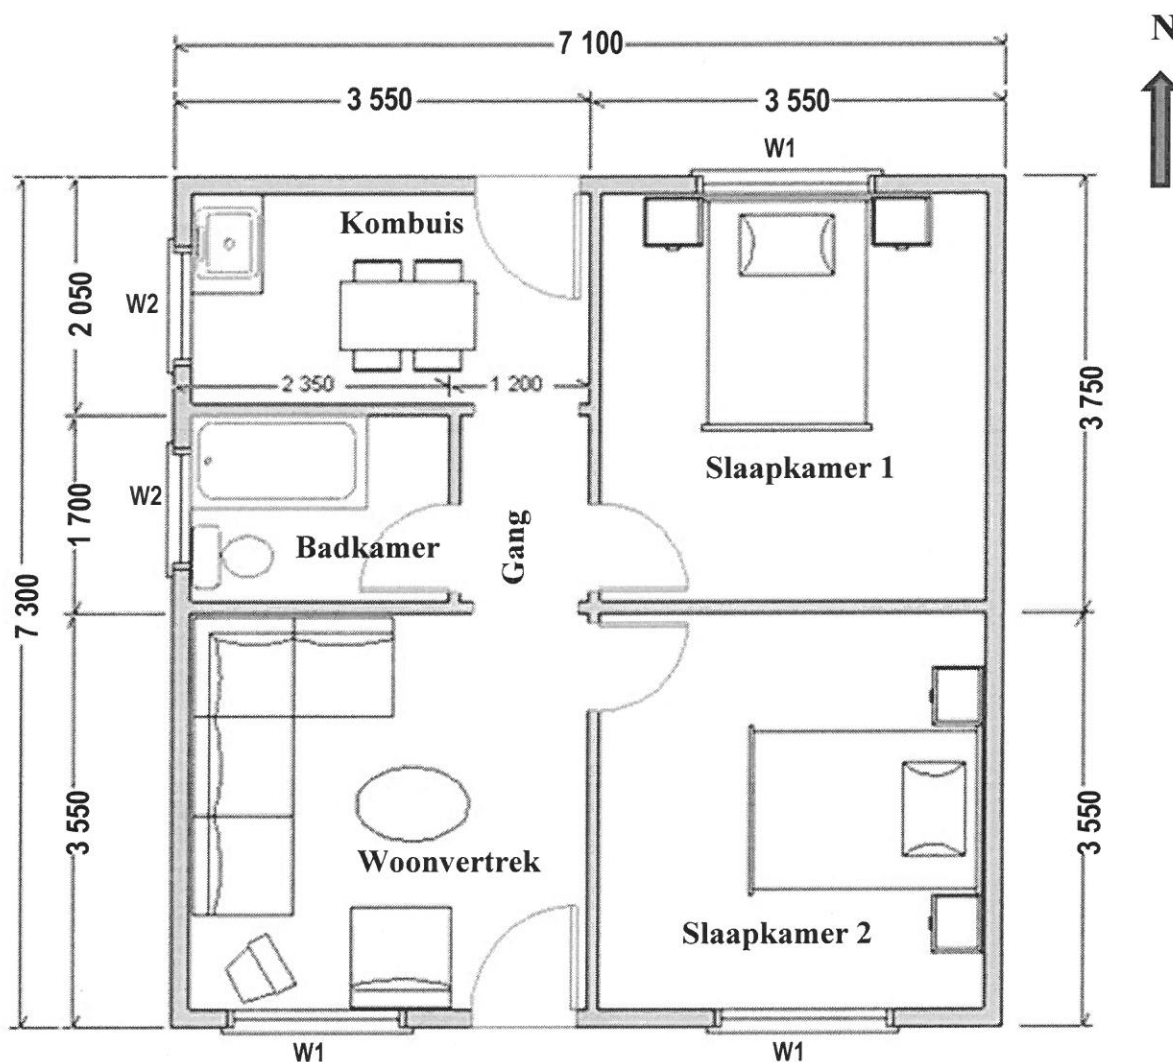 N
7 100
3 550
3 550
W1
Kombuis
W2
2 050
2 350
1 200
3 750
Slaapkamer 1
W2
1 700
Badkamer
Gang
7 300
3 550
Woonvertrek
Slaapkamer 2
3 550
W1
W1